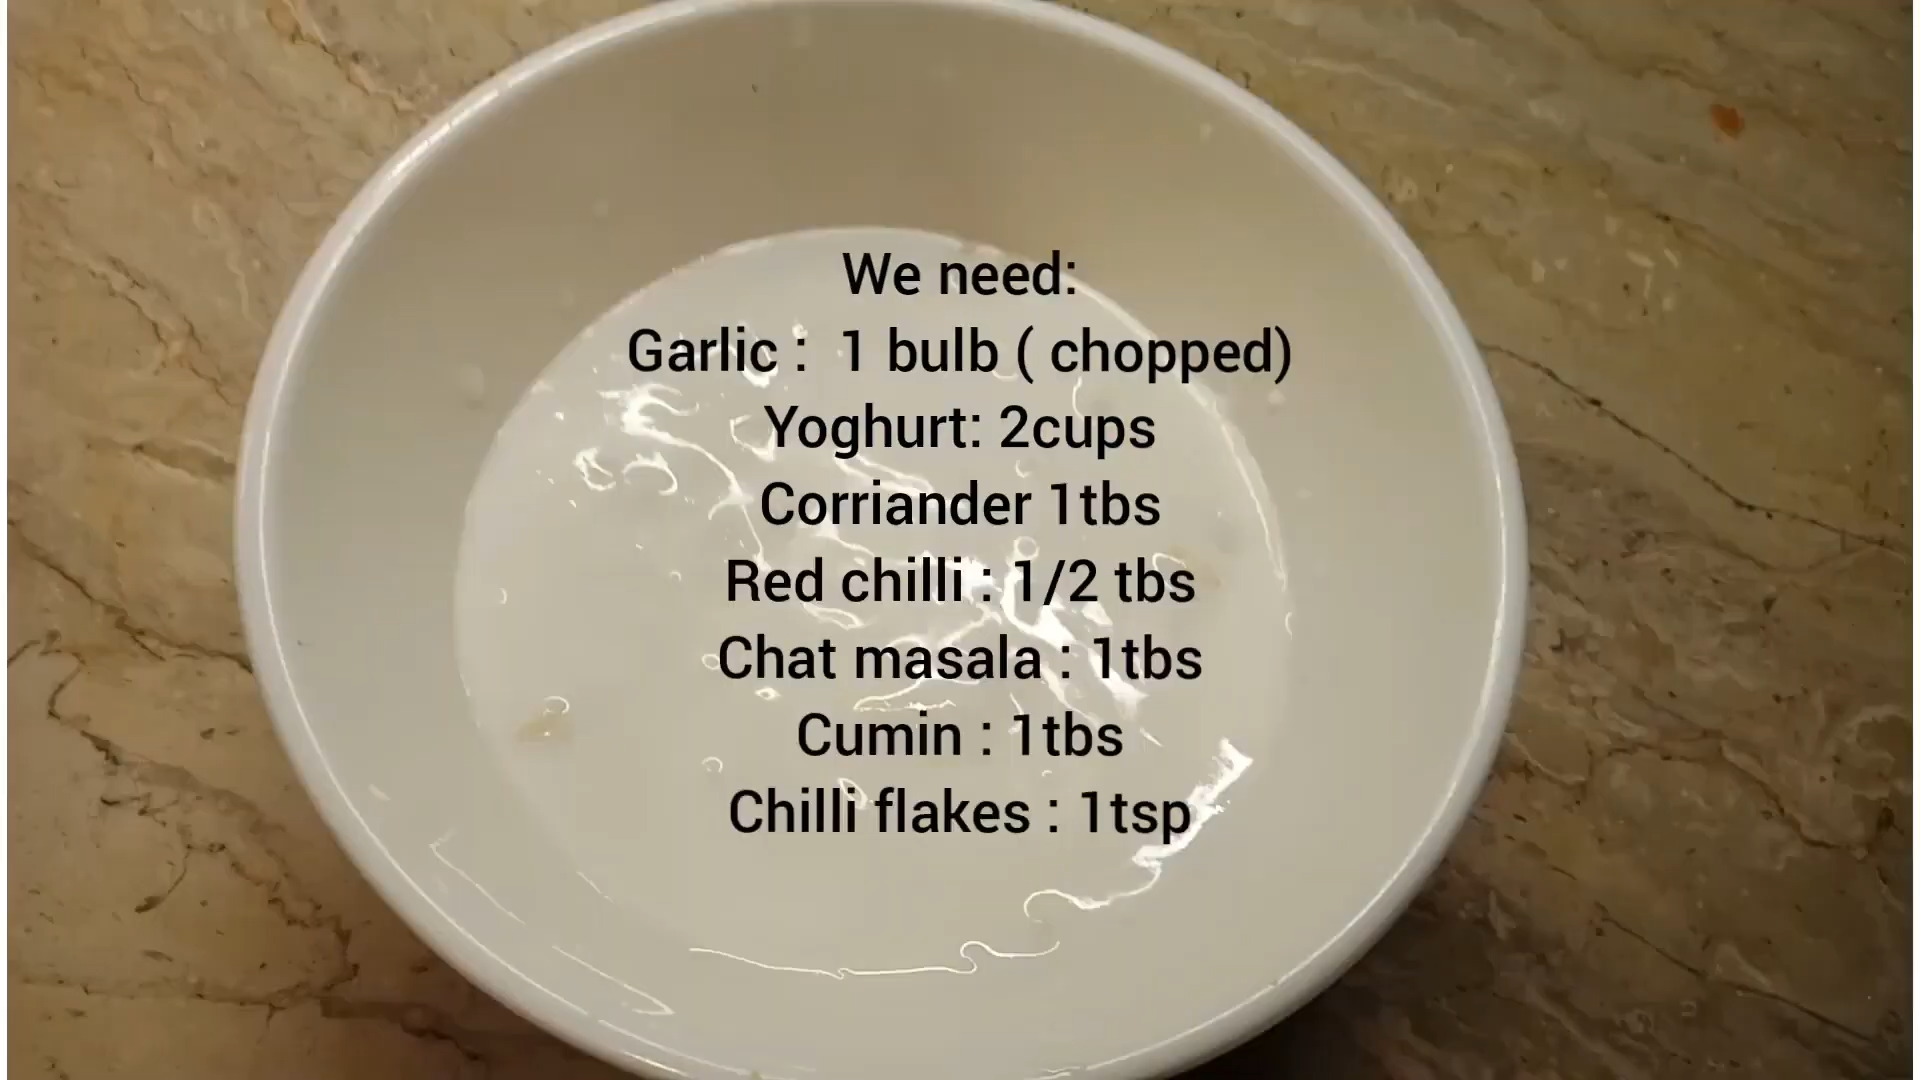 We need:
Garlic :  1 bulb ( chopped)
Yoghurt: 2cups
Corriander 1tbs
Red chilli : 1/2 tbs
Chat masala : 1tbs
Cumin : 1tbs
Chilli flakes : 1tsp